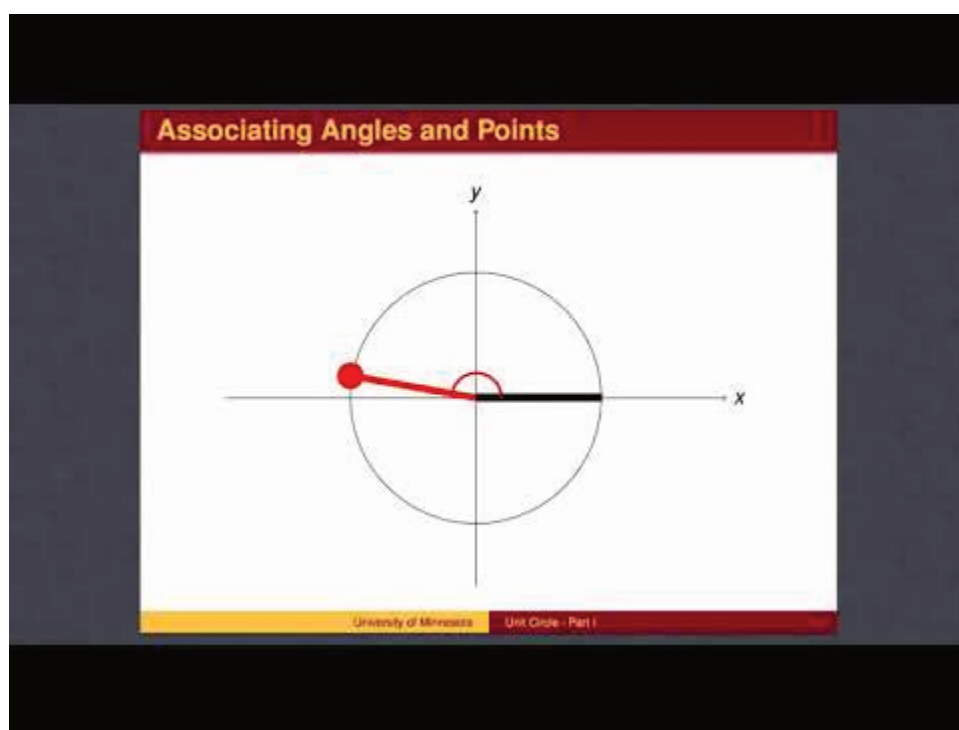 Associating Angles and Points
y
x
University of Minnesota
Unit Circle - Part I